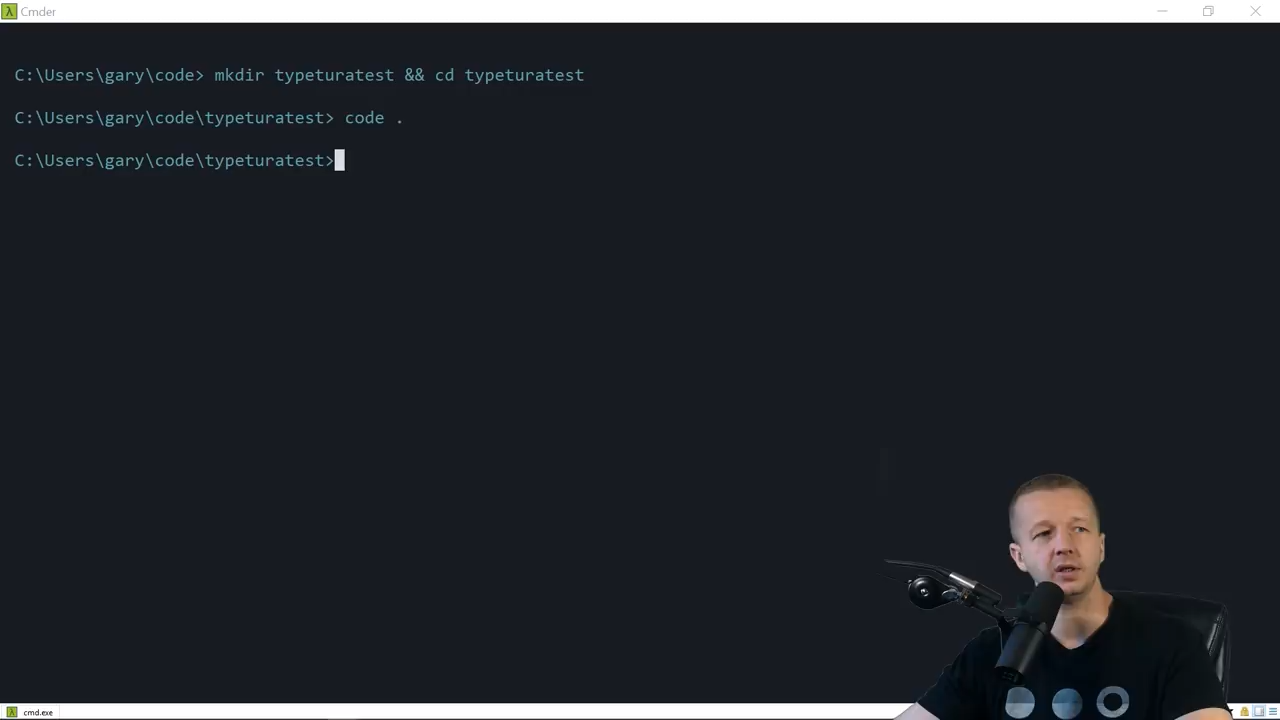 Cmder
C:\Users\gary\code> mkdir typeturatest && cd typeturatest
C:\Users\gary\code\typeturatest> code .
C:\Users\gary\code\typeturatest>
cmd.exe